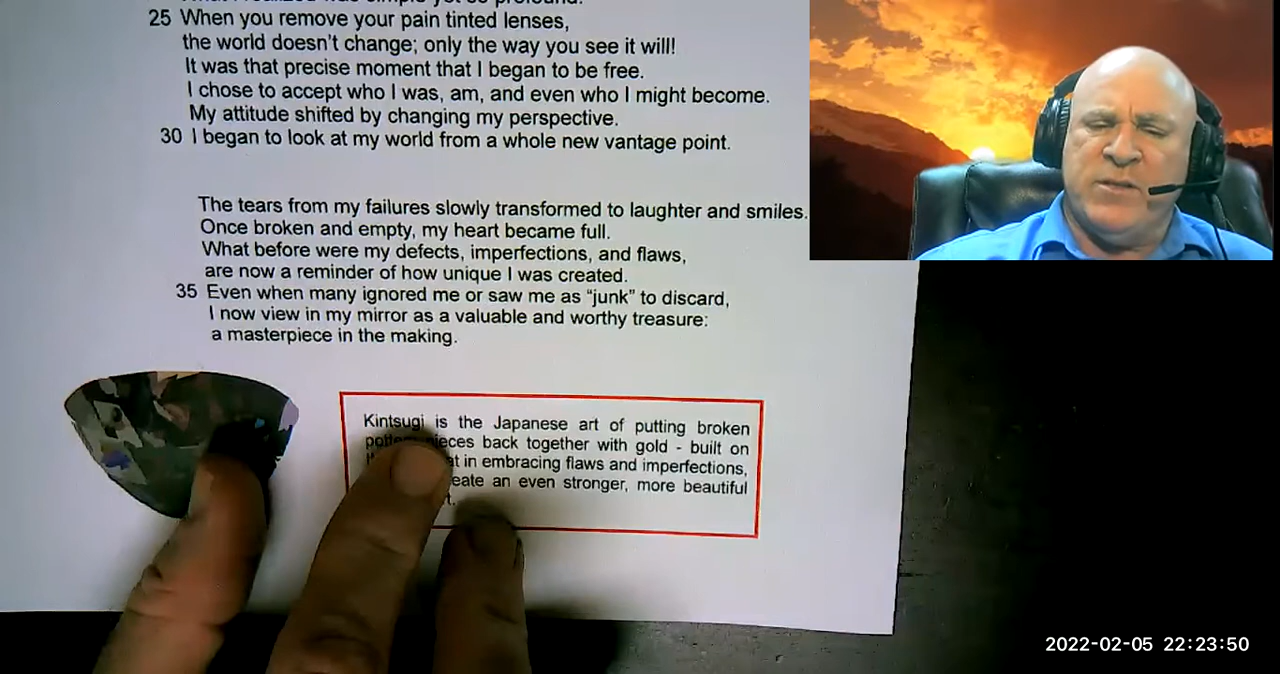 25 When you remove your pain tinted lenses,
the world doesn't change; only the way you see it will!
It was that precise moment that I began to be free.
I chose to accept who I was, am, and even who I might become.
My attitude shifted by changing my perspective.
30 I began to look at my world from a whole new vantage point.
The tears from my failures slowly transformed to laughter and smiles.
Once broken and empty, my heart became full.
What before were my defects, imperfections, and flaws,
are now a reminder of how unique I was created.
35 Even when many ignored me or saw me as “junk” to discard,
I now view in my mirror as a valuable and worthy treasure:
a masterpiece in the making.
Kintsugi is the Japanese art of putting broken
pieces back together with gold - built on
in embracing flaws and imperfections,
an even stronger, more beautiful
2022-02-05 22:23:50